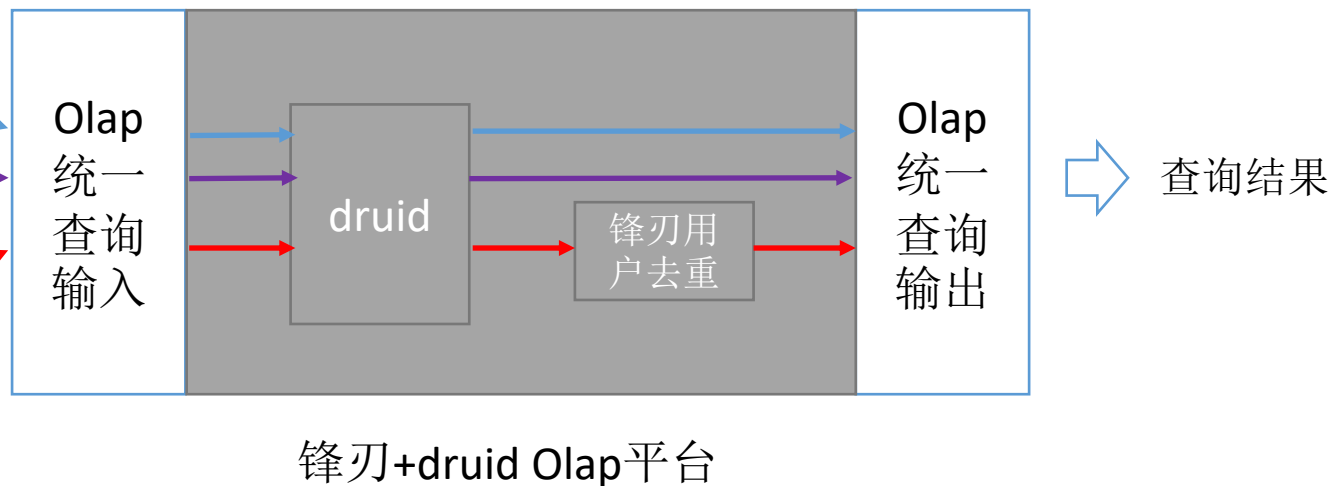 Olap
统一
查询
输入
druid
锋刃用
户去重
Olap
统一
查询
输出
查询结果
锋刃+druid Olap平台